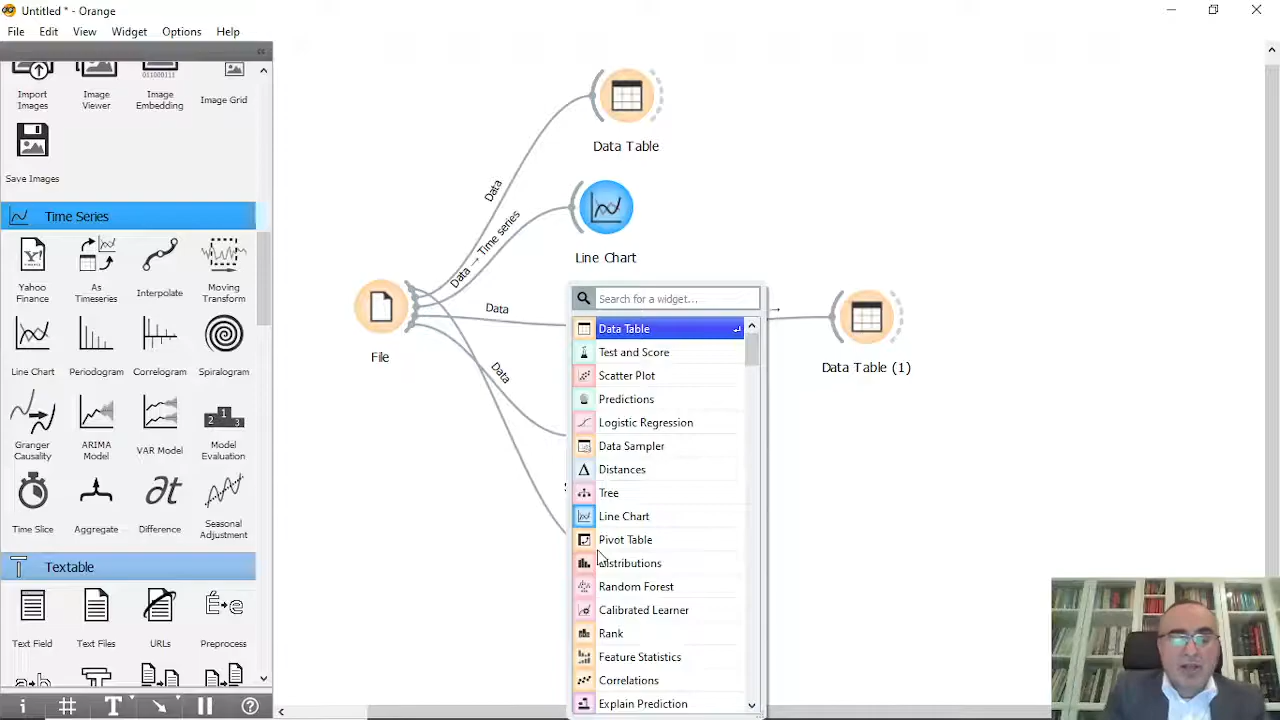 Untitled * - Orange
File Edit View Widget Options Help
Import Images
Image Viewer
Image Embedding
Image Grid
Save Images
Time Series
Yahoo Finance
As Timeseries
Interpolate
Moving Transform
Line Chart
Periodogram
Correlogram
Spiralogram
Granger Causality
ARIMA Model
VAR Model
Model Evaluation
Time Slice
Aggregate
Difference
Seasonal Adjustment
Textable
Text Field
Text Files
URLs
Preprocess
File
Data
Data → Time series
Data
Data
Data Table
Line Chart
Data Table (1)
Search for a widget...
Data Table
Test and Score
Scatter Plot
Predictions
Logistic Regression
Data Sampler
Distances
Tree
Line Chart
Pivot Table
Distributions
Random Forest
Calibrated Learner
Rank
Feature Statistics
Correlations
Explain Prediction